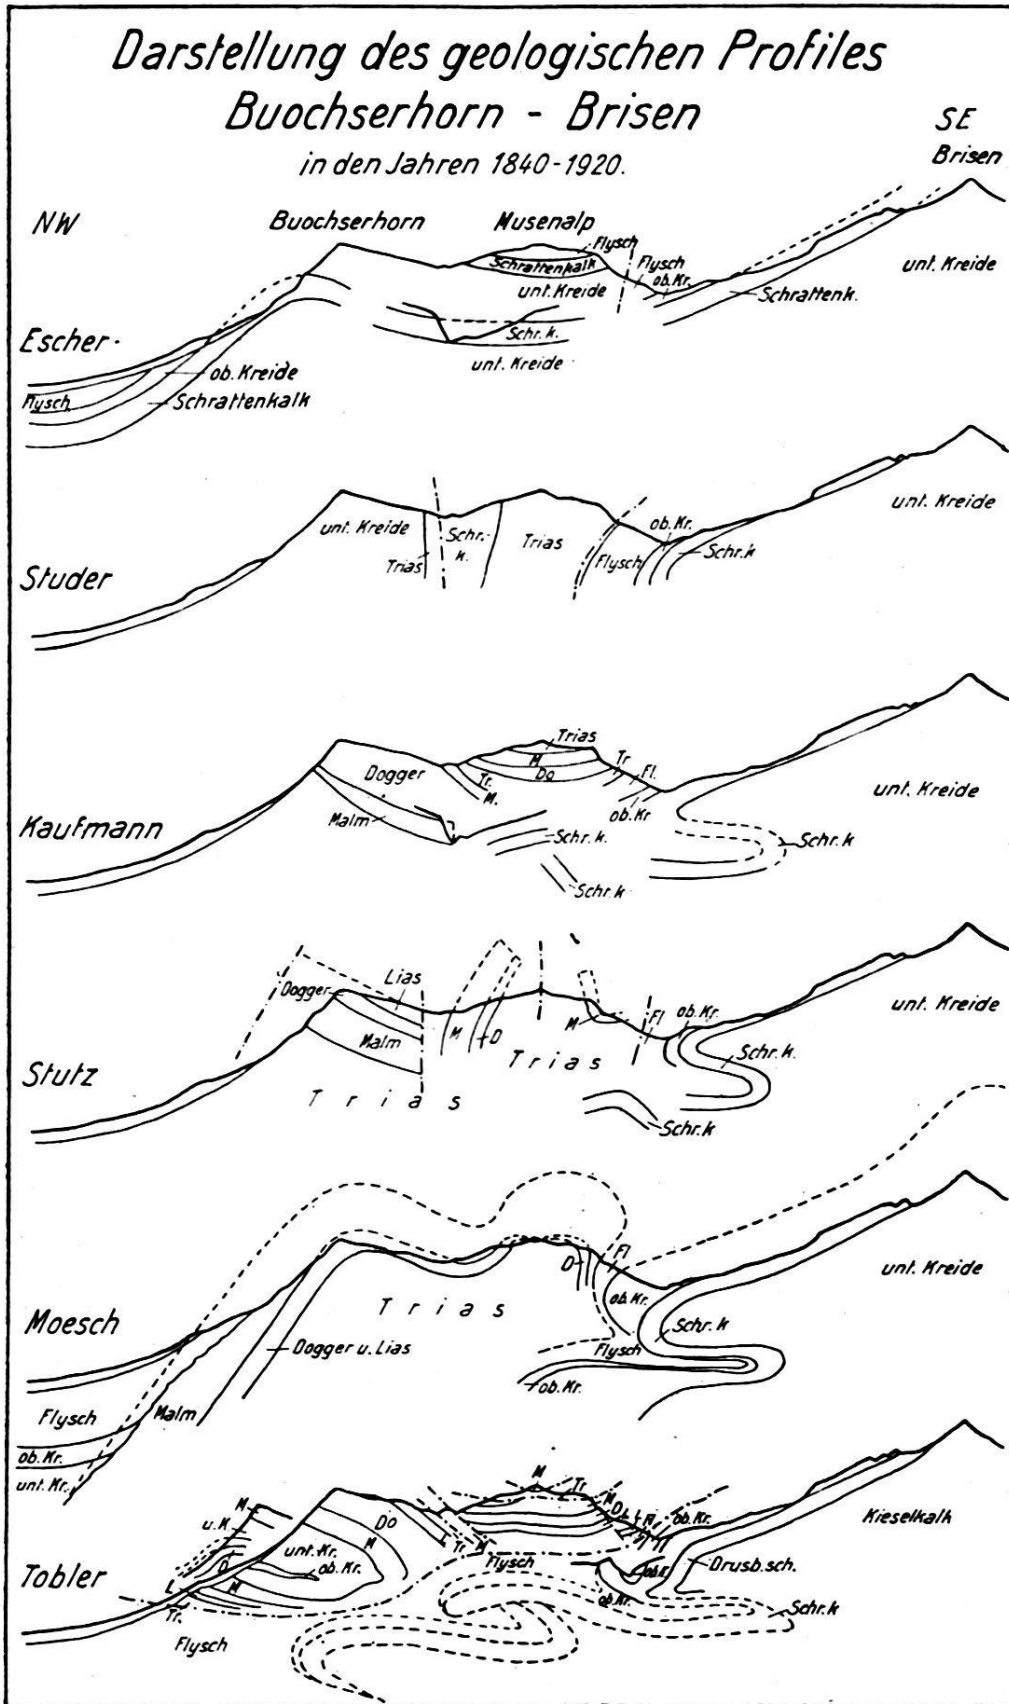 Darstellung des geologischen Profiles
Buochserhorn - Brisen
in den Jahren 1840-1920.
SE
Brisen
NW
Buochserhorn
Musenalp
Flysch
Schrattenkalk
Flysch
ob. Kr.
unt. Kreide
unt. Kreide
Schrattenk.
Escher.
Schr. k.
unt. Kreide
ob. Kreide
Flysch
Schrattenkalk
unt. Kreide
unt. Kreide
Schr.
k.
Trias
Trias
ob. Kr.
Flysch
Schr. k
Studer
Trias
M
Do
Tr
Fl.
Dogger
Tr.
M.
ob. Kr
unt. Kreide
Kaufmann
Malm
Schr. k.
Schr. k
Schr. k
Lias
Dogger
Malm
M
D
M
Fl
ob. Kr.
unt. Kreide
Trias
Schr. k.
Stutz
Trias
Schr. k
Fl
D
unt. Kreide
Trias
ob. Kr.
Moesch
Schr. k
Dogger u. Lias
Flysch
ob. Kr.
Flysch
Malm
ob. Kr.
unt. Kr.
M
Tr
M
M
D
ob. Kr.
Kieselkalk
u. K
Do
unt. Kr.
M
Tr
M
Flysch
D
ob. Kr.
Drusb. sch.
Tobler
L
M
ob. Kr.
Schr. k
Tr.
Flysch